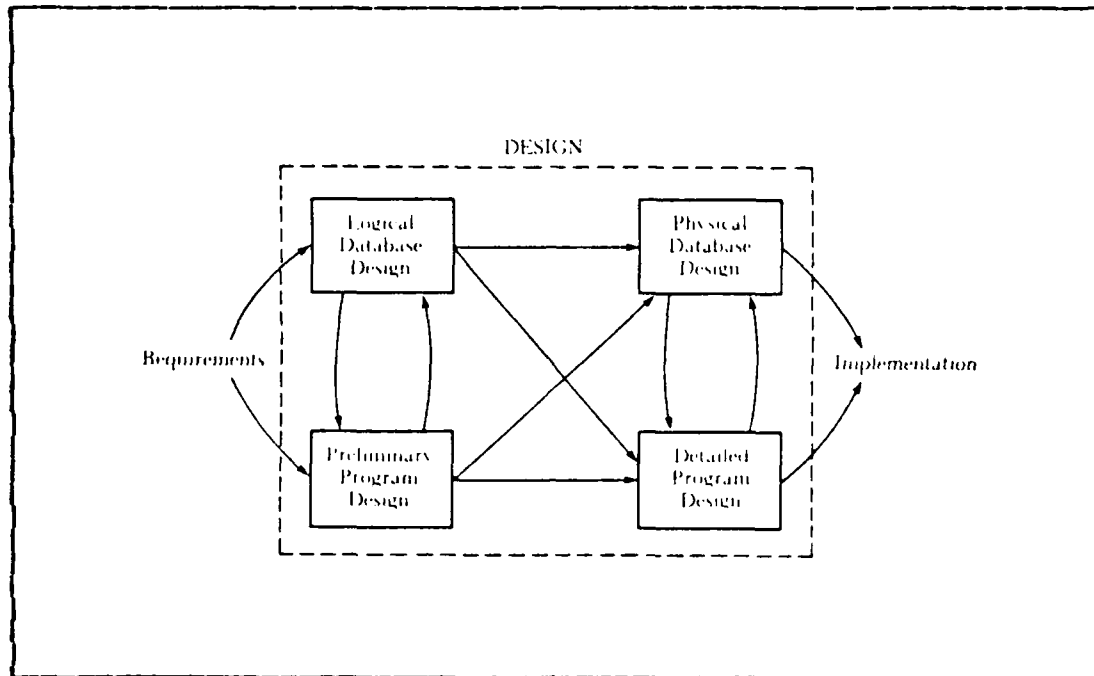 DESIGN
Logical
Database
Design
Physical
Database
Design
Requirements
Implementation
Preliminary
Program
Design
Detailed
Program
Design